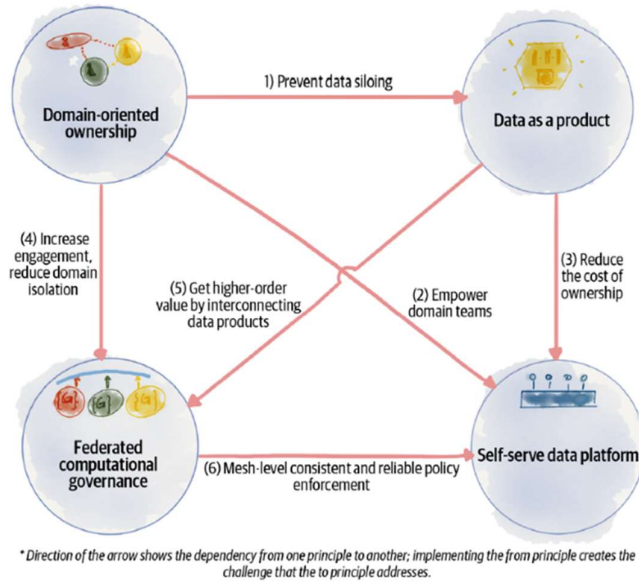 1) Prevent data siloing
Domain-oriented
ownership
Data as a product
(4) Increase
engagement,
reduce domain
isolation
(5) Get higher-order
value by interconnecting
data products
(2) Empower
domain teams
(3) Reduce
the cost of
ownership
{G}
{G}
{G}
Federated
computational
governance
(6) Mesh-level consistent and reliable policy
enforcement
Self-serve data platform
* Direction of the arrow shows the dependency from one principle to another; implementing the from principle creates the
challenge that the to principle addresses.